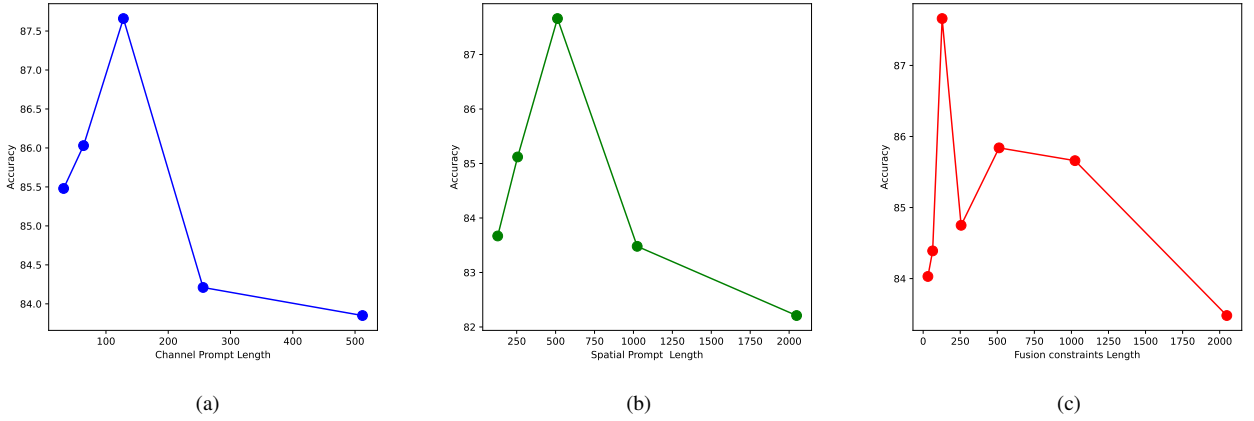 87.5
87.0
86.5
86.0
85.5
85.0
84.5
84.0
Accuracy
100 200 300 400 500
Channel Prompt Length
(a)
87
86
85
84
83
82
Accuracy
250 500 750 1000 1250 1500 1750 2000
Spatial Prompt Length
(b)
87
86
85
84
Accuracy
0 250 500 750 1000 1250 1500 1750 2000
Fusion constraints Length
(c)